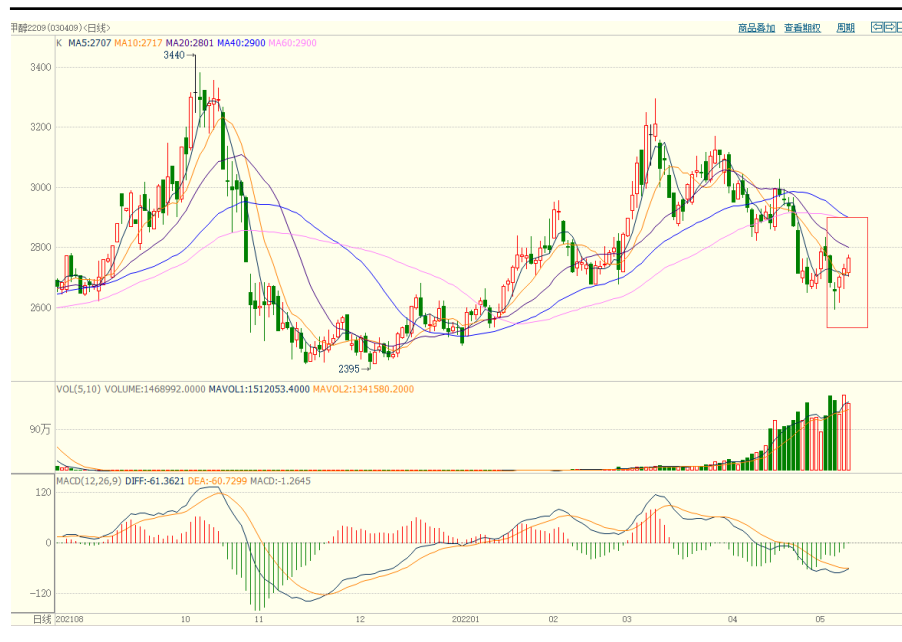 甲醇2209(030409)<日线> 商品叠加 查看期权 周期
K MA5:2707 MA10:2717 MA20:2801 MA40:2900 MA60:2900
3440
3400
3200
3000
2800
2600
2395
VOL(5,10) VOLUME:1468992.0000 MAVOL1:1512053.4000 MAVOL2:1341580.2000
90万
MACD(12,26,9) DIFF:-61.3621 DEA:-60.7299 MACD:-1.2645
120
0
-120
日线 202108 10 11 12 202201 02 03 04 05